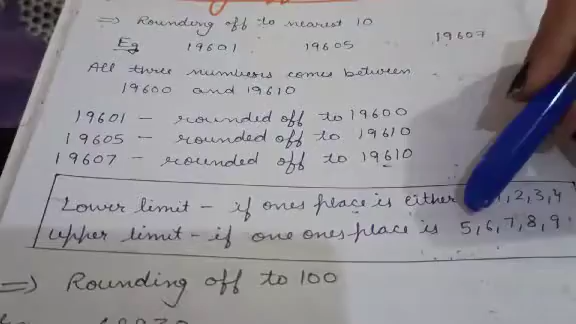 ⇒ Rounding off to nearest 10
Eg 19601 19605 19607
All three numbers comes between
19600 and 19610
19601 - rounded off to 19600
19605 - rounded off to 19610
19607 - rounded off to 19610
Lower limit - if ones place is either 1,2,3,4
Upper limit - if one ones place is 5,6,7,8,9.
⇒ Rounding off to 100